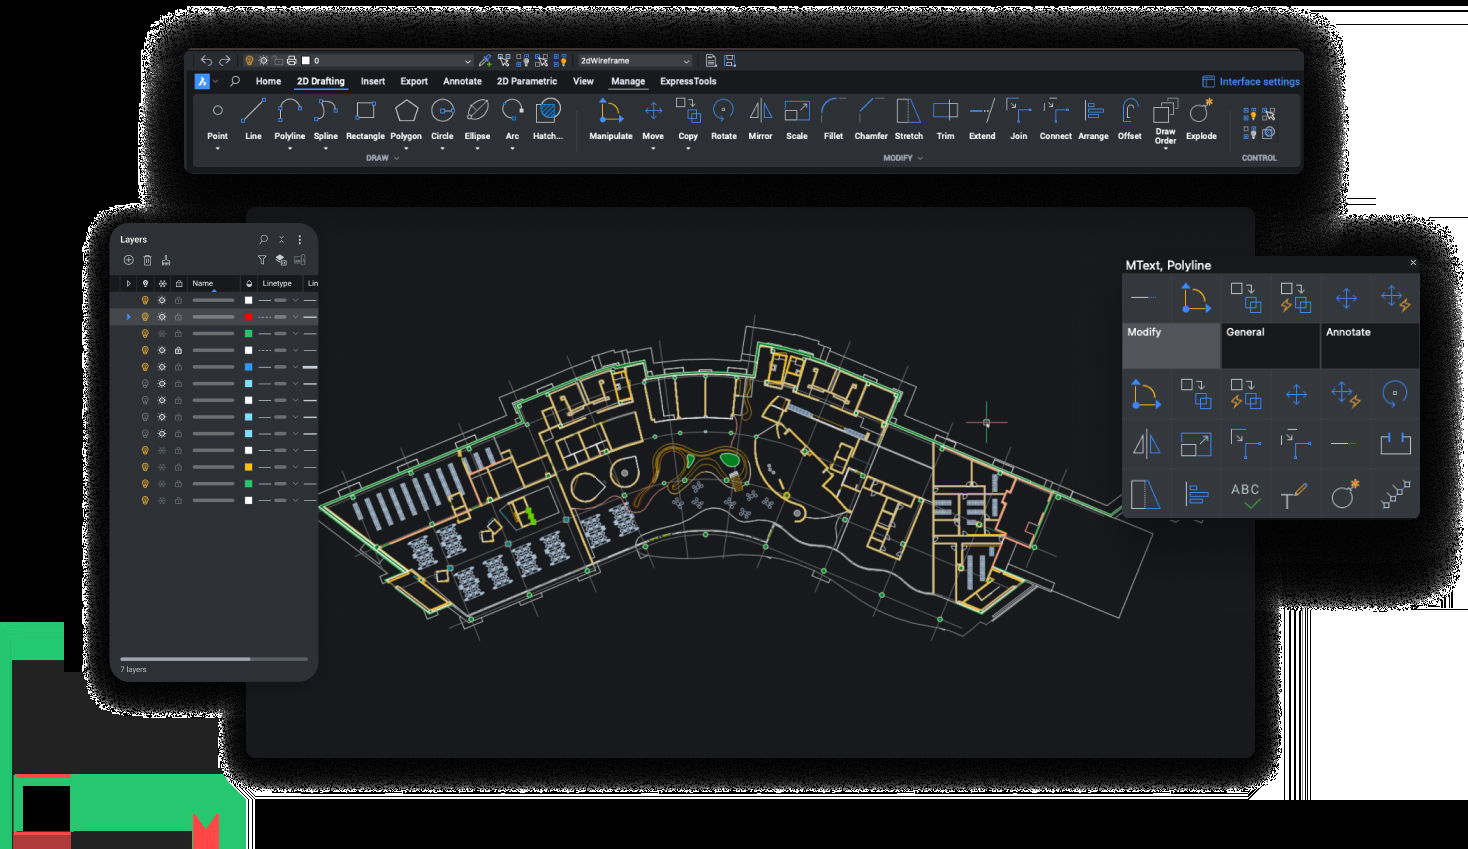 0
2dWireframe
Home 2D Drafting Insert Export Annotate 2D Parametric View Manage ExpressTools
Interface settings
Point Line Polyline Spline Rectangle Polygon Circle Ellipse Arc Hatch... Manipulate Move Copy Rotate Mirror Scale Fillet Chamfer Stretch Trim Extend Join Connect Arrange Offset Draw Order Explode
DRAW MODIFY CONTROL
Layers
Name Linetype Lin
7 layers
MText, Polyline
Modify General Annotate
ABC
T